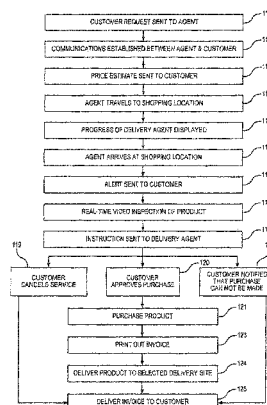 CUSTOMER REQUEST SENT TO AGENT
COMMUNICATIONS ESTABLISHED BETWEEN AGENT & CUSTOMER
PRICE ESTIMATE SENT TO CUSTOMER
AGENT TRAVELS TO SHOPPING LOCATION
PROGRESS OF DELIVERY AGENT DISPLAYED
AGENT ARRIVES AT SHOPPING LOCATION
ALERT SENT TO CUSTOMER
REAL-TIME VIDEO INSPECTION OF PRODUCT
INSTRUCTION SENT TO DELIVERY AGENT
119
CUSTOMER
CANCELS SERVICE
CUSTOMER
APPROVES PURCHASE
120
CUSTOMER NOTIFIED
THAT PURCHASE
CAN NOT BE MADE
PURCHASE PRODUCT
121
PRINT OUT INVOICE
123
DELIVER PRODUCT TO SELECTED DELIVERY SITE
124
DELIVER INVOICE TO CUSTOMER
125